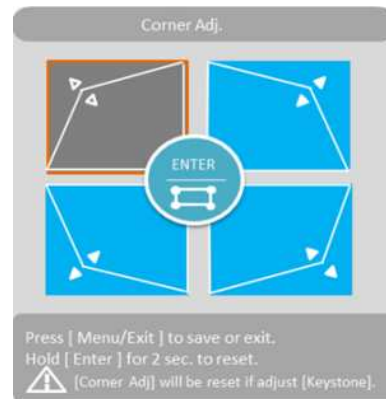 Corner Adj.
ENTER
Press [ Menu/Exit ] to save or exit.
Hold [ Enter ] for 2 sec. to reset.
[Corner Adj] will be reset if adjust [Keystone].